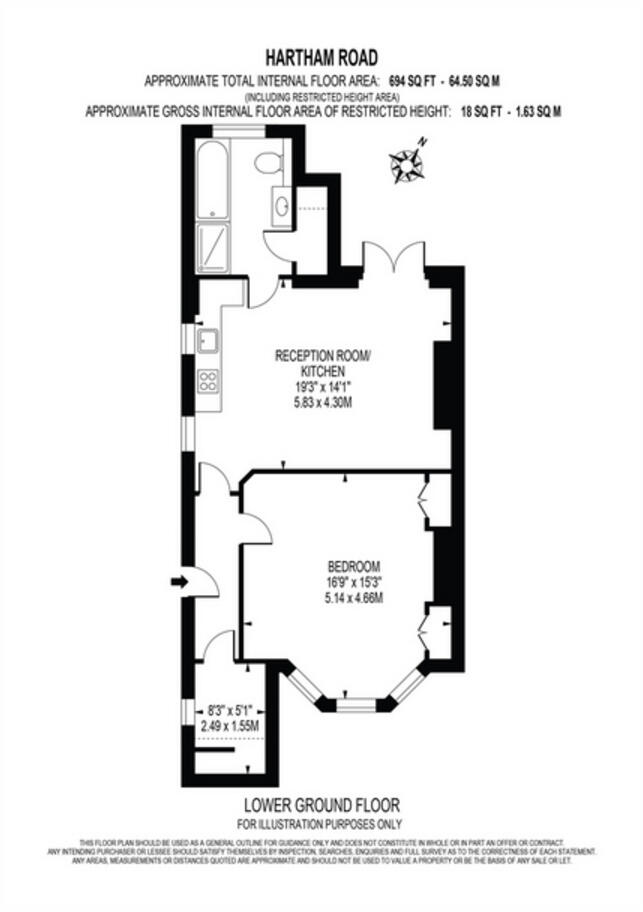 HARTHAM ROAD
APPROXIMATE TOTAL INTERNAL FLOOR AREA: 694 SQ FT - 64.50 SQ M
(INCLUDING RESTRICTED HEIGHT AREA)
APPROXIMATE GROSS INTERNAL FLOOR AREA OF RESTRICTED HEIGHT: 18 SQ FT - 1.63 SQ M
N
RECEPTION ROOM/
KITCHEN
19'3" x 14'1"
5.83 x 4.30M
BEDROOM
16'9" x 15'3"
5.14 x 4.66M
8'3" x 5'1"
2.49 x 1.55M
LOWER GROUND FLOOR
FOR ILLUSTRATION PURPOSES ONLY
THIS FLOOR PLAN SHOULD BE USED AS A GENERAL OUTLINE FOR GUIDANCE ONLY AND DOES NOT CONSTITUTE IN WHOLE OR IN PART AN OFFER OR CONTRACT.
ANY INTENDING PURCHASER OR LESSEE SHOULD SATISFY THEMSELVES BY INSPECTION, SEARCHES, ENQUIRIES AND FULL SURVEY AS TO THE CORRECTNESS OF EACH STATEMENT.
ANY AREAS, MEASUREMENTS OR DISTANCES QUOTED ARE APPROXIMATE AND SHOULD NOT BE USED TO VALUE A PROPERTY OR BE THE BASIS OF ANY SALE OR LET.